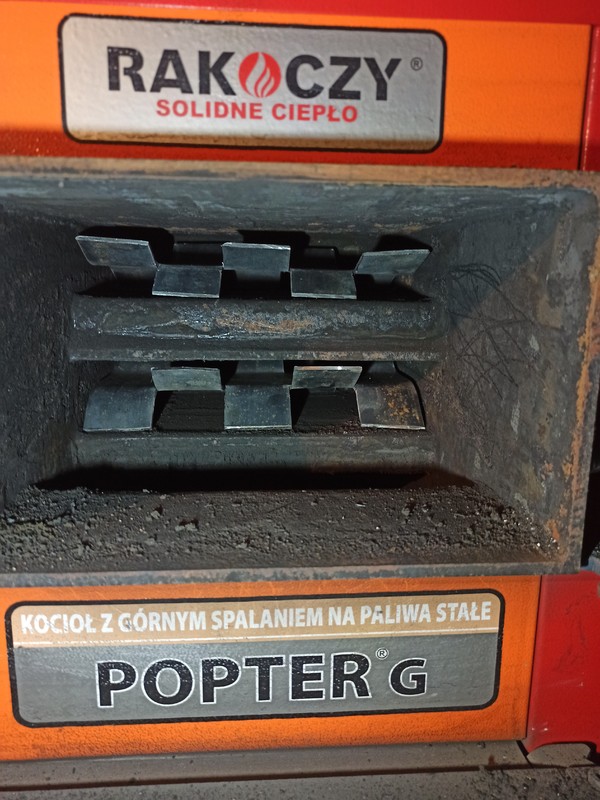 RAKOCZY®
SOLIDNE CIEPŁO
KOCIOŁ Z GÓRNYM SPALANIEM NA PALIWA STAŁE
POPTER® G